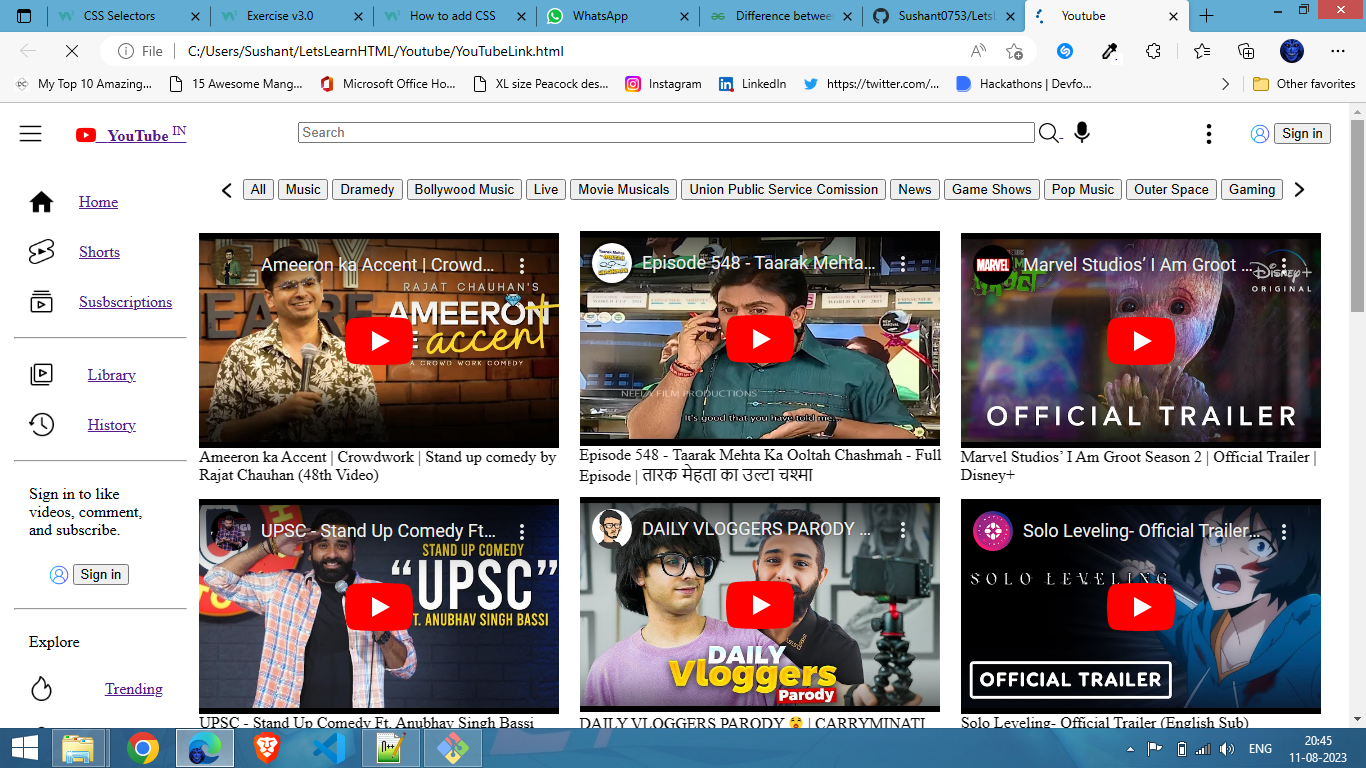 CSS Selectors
Exercise v3.0
How to add CSS
WhatsApp
Difference betwee
Sushant0753/Lets
Youtube
File
C:/Users/Sushant/LetsLearnHTML/Youtube/YouTubeLink.html
My Top 10 Amazing...
15 Awesome Mang...
Microsoft Office Ho...
XL size Peacock des...
Instagram
LinkedIn
https://twitter.com/...
Hackathons | Devfo...
Other favorites
YouTube IN
Search
Sign in
All
Music
Dramedy
Bollywood Music
Live
Movie Musicals
Union Public Service Comission
News
Game Shows
Pop Music
Outer Space
Gaming
Home
Shorts
Susbscriptions
Library
History
Sign in to like
videos, comment,
and subscribe.
Sign in
Explore
Trending
Ameeron ka Accent | Crowd...
RAJAT CHAUHAN'S
AMEERON
accent
A CROWD WORK COMEDY
Ameeron ka Accent | Crowdwork | Stand up comedy by
Rajat Chauhan (48th Video)
Episode 548 - Taarak Mehta...
NEELA FILM PRODUCTIONS
It's good that you have told me...
Episode 548 - Taarak Mehta Ka Ooltah Chashmah - Full
Episode | तारक मेहता का उल्टा चश्मा
MARVEL
Marvel Studios’ I Am Groot ...
Disney+
ORIGINAL
OFFICIAL TRAILER
Marvel Studios’ I Am Groot Season 2 | Official Trailer |
Disney+
UPSC - Stand Up Comedy Ft...
STAND UP COMEDY
“UPSC”
FT. ANUBHAV SINGH BASSI
UPSC - Stand Up Comedy Ft. Anubhav Singh Bassi
DAILY VLOGGERS PARODY ...
DAILY
Vloggers
Parody
DAILY VLOGGERS PARODY 😲 | CARRYMINATI
Solo Leveling- Official Trailer...
SOLO LEVELING
OFFICIAL TRAILER
Solo Leveling- Official Trailer (English Sub)
ENG
20:45
11-08-2023